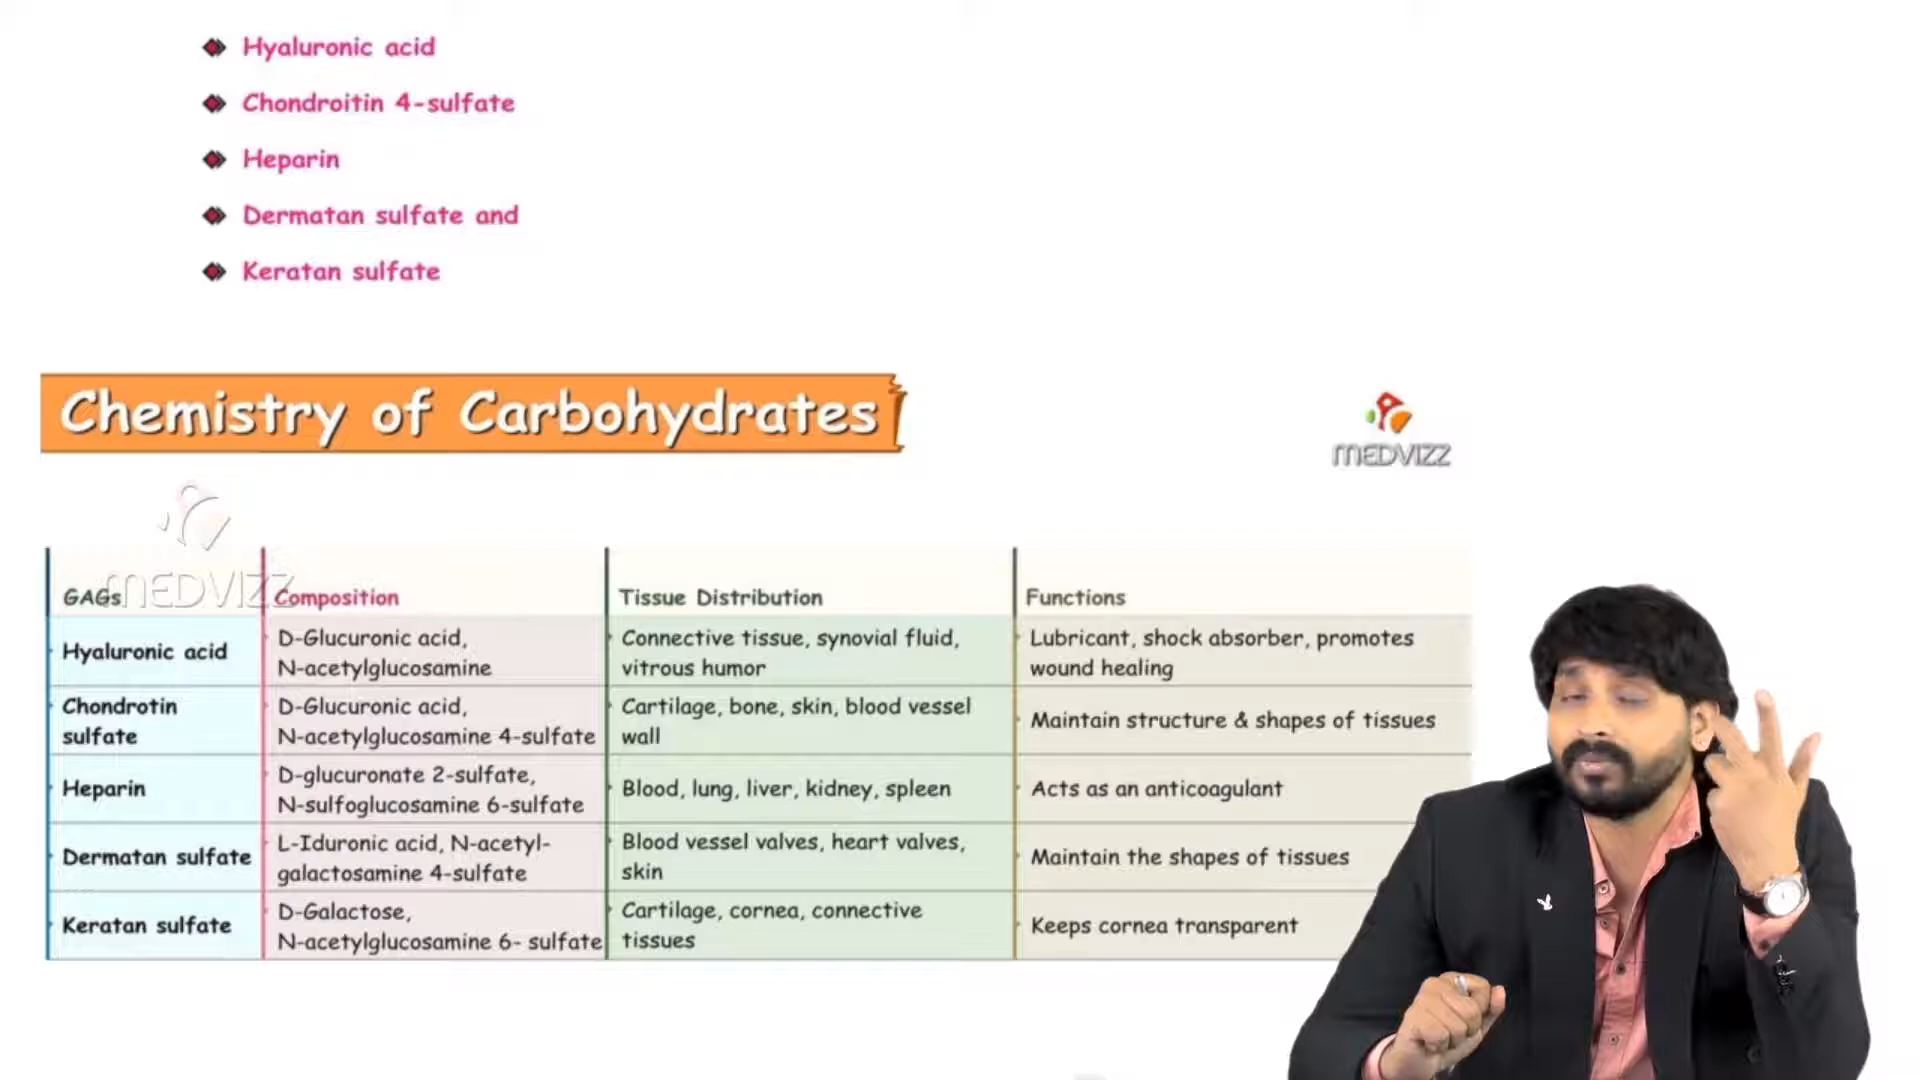 Hyaluronic acid
Chondroitin 4-sulfate
Heparin
Dermatan sulfate and
Keratan sulfate
Chemistry of Carbohydrates
MEDVIZZ
MEDVIZZ
GAGs
Composition
Tissue Distribution
Functions
Hyaluronic acid
D-Glucuronic acid,
N-acetylglucosamine
Connective tissue, synovial fluid,
vitrous humor
Lubricant, shock absorber, promotes
wound healing
Chondrotin
sulfate
D-Glucuronic acid,
N-acetylglucosamine 4-sulfate
Cartilage, bone, skin, blood vessel
wall
Maintain structure & shapes of tissues
Heparin
D-glucuronate 2-sulfate,
N-sulfoglucosamine 6-sulfate
Blood, lung, liver, kidney, spleen
Acts as an anticoagulant
Dermatan sulfate
L-Iduronic acid, N-acetyl-
galactosamine 4-sulfate
Blood vessel valves, heart valves,
skin
Maintain the shapes of tissues
Keratan sulfate
D-Galactose,
N-acetylglucosamine 6- sulfate
Cartilage, cornea, connective
tissues
Keeps cornea transparent